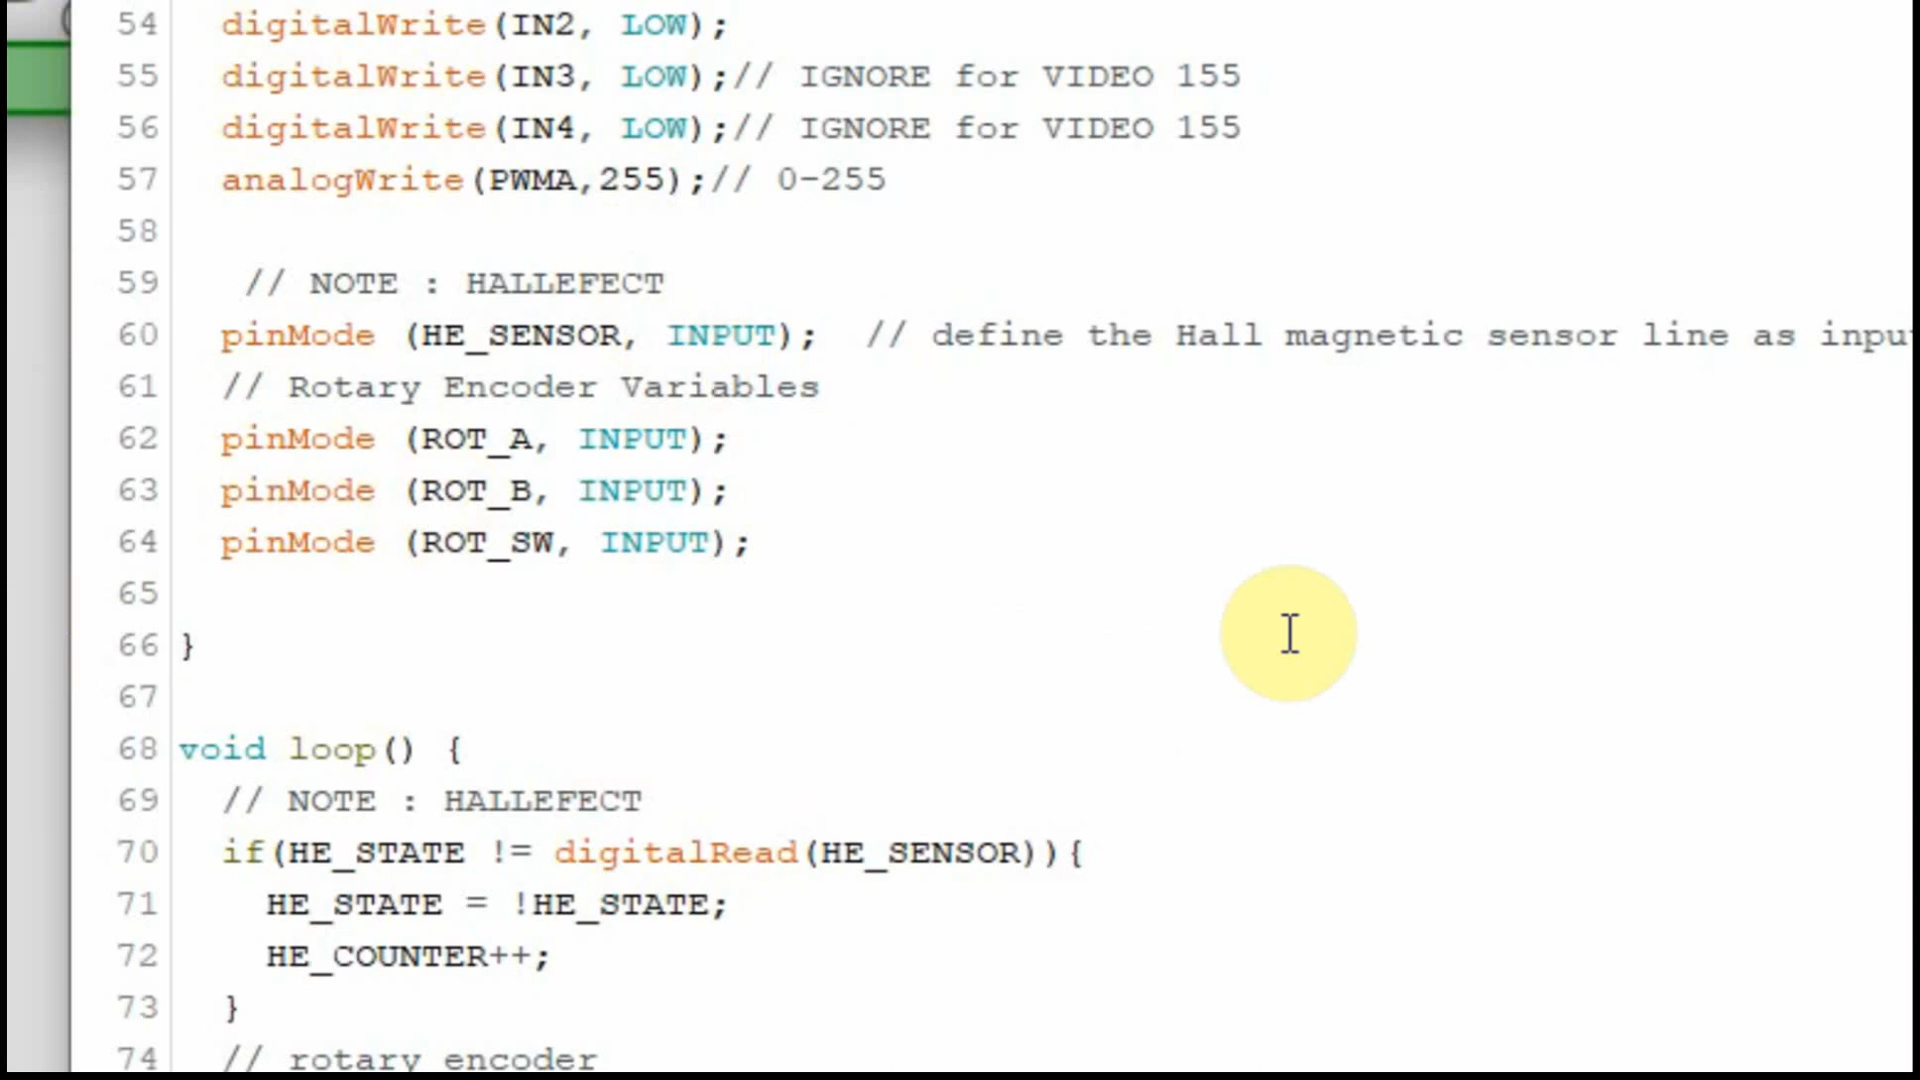 54 digitalWrite(IN2, LOW);
55 digitalWrite(IN3, LOW);// IGNORE for VIDEO 155
56 digitalWrite(IN4, LOW);// IGNORE for VIDEO 155
57 analogWrite(PWMA,255);// 0-255
58
59 // NOTE : HALLEFECT
60 pinMode (HE_SENSOR, INPUT); // define the Hall magnetic sensor line as inpu
61 // Rotary Encoder Variables
62 pinMode (ROT_A, INPUT);
63 pinMode (ROT_B, INPUT);
64 pinMode (ROT_SW, INPUT);
65
66 }
67
68 void loop() {
69 // NOTE : HALLEFECT
70 if(HE_STATE != digitalRead(HE_SENSOR)){
71 HE_STATE = !HE_STATE;
72 HE_COUNTER++;
73 }
74 // rotary encoder